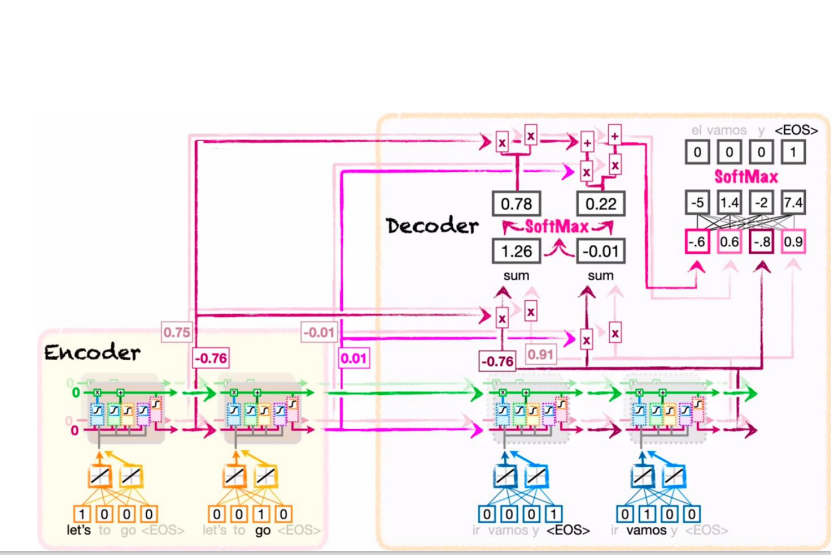 el vamos y <EOS>
0 0 0 1
SoftMax
-5 1.4 -2 7.4
-.6 0.6 -.8 0.9
x x + +
x x
0.78 0.22
Decoder
SoftMax
1.26 -0.01
sum sum
x x x x
0.75 -0.01
-0.76 0.01
-0.76 0.91
Encoder
0
0
0
0
1 0 0 0
let's to go <EOS>
0 0 1 0
let's to go <EOS>
0 0 0 1
ir vamos y <EOS>
0 1 0 0
ir vamos y <EOS>